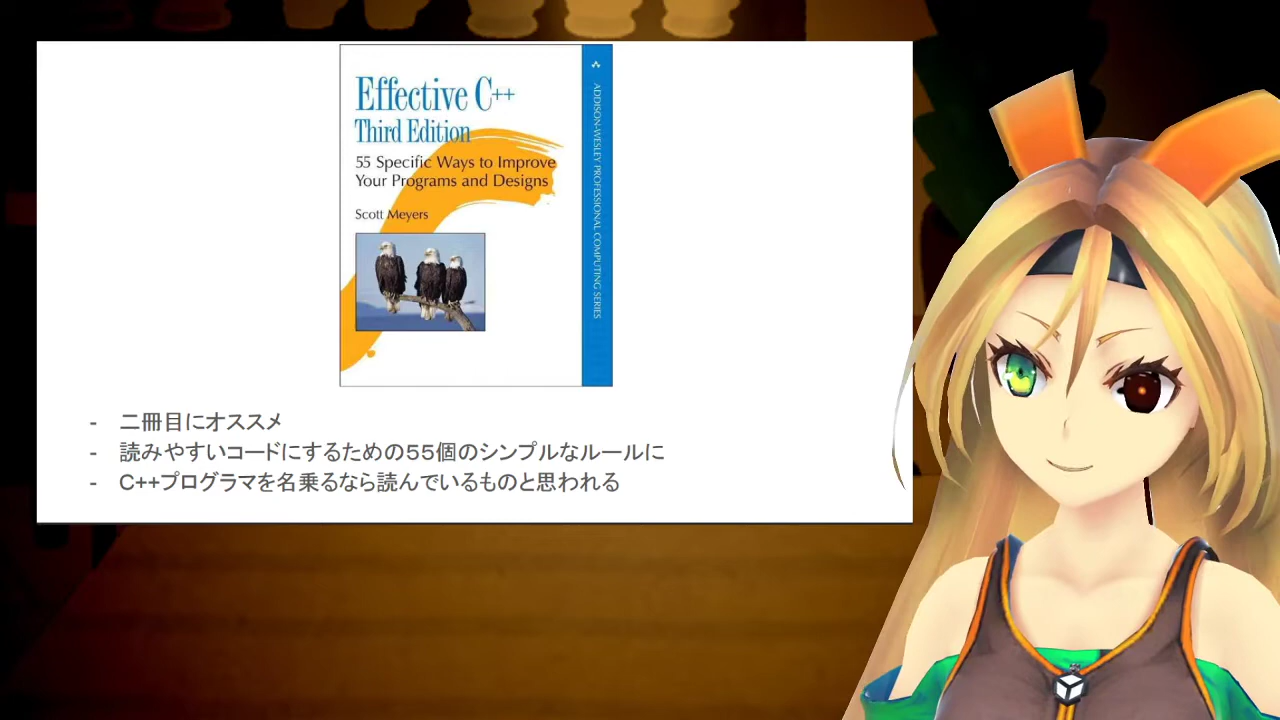 Effective C++
Third Edition
55 Specific Ways to Improve
Your Programs and Designs
Scott Meyers
ADDISON-WESLEY PROFESSIONAL COMPUTING SERIES
- 二冊目にオススメ
- 読みやすいコードにするための５５個のシンプルなルールに
- C++プログラマを名乗るなら読んでいるものと思われる